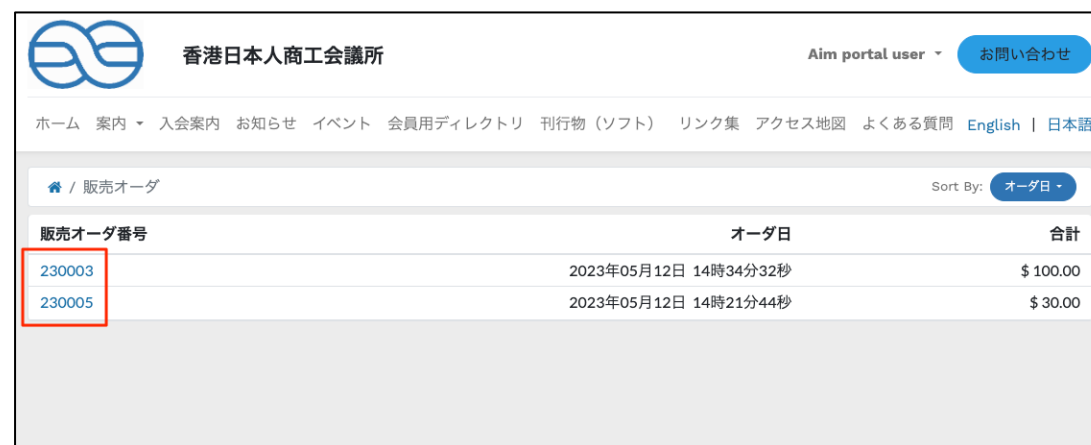 香港日本人商工会議所
Aim portal user お問い合わせ
ホーム 案内 入会案内 お知らせ イベント 会員用ディレクトリ 刊行物（ソフト） リンク集 アクセス地図 よくある質問 English | 日本語
/ 販売オーダ Sort By: オーダ日
販売オーダ番号 オーダ日 合計
230003 2023年05月12日 14時34分32秒 $ 100.00
230005 2023年05月12日 14時21分44秒 $ 30.00